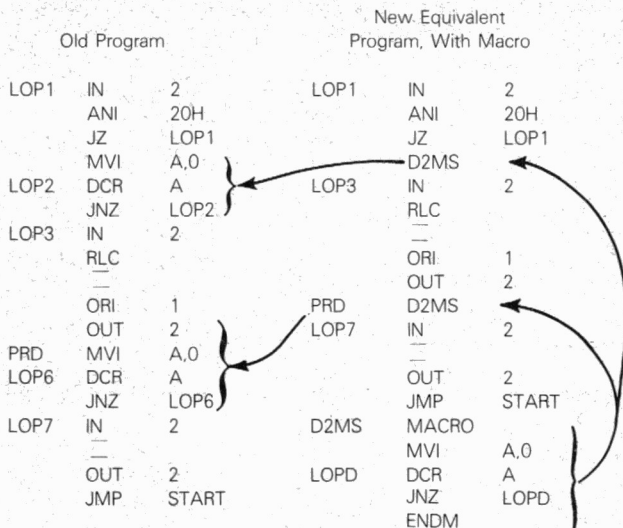 Old Program
LOP1 IN 2
ANI 20H
JZ LOP1
MVI A,0
LOP2 DCR A
JNZ LOP2
LOP3 IN 2
RLC
—
ORI 1
OUT 2
PRD MVI A,0
LOP6 DCR A
JNZ LOP6
LOP7 IN 2
—
OUT 2
JMP START
New Equivalent
Program, With Macro
LOP1 IN 2
ANI 20H
JZ LOP1
D2MS
LOP3 IN 2
RLC
—
ORI 1
OUT 2
PRD D2MS
LOP7 IN 2
—
OUT 2
JMP START
D2MS MACRO
MVI A,0
LOPD DCR A
JNZ LOPD
ENDM